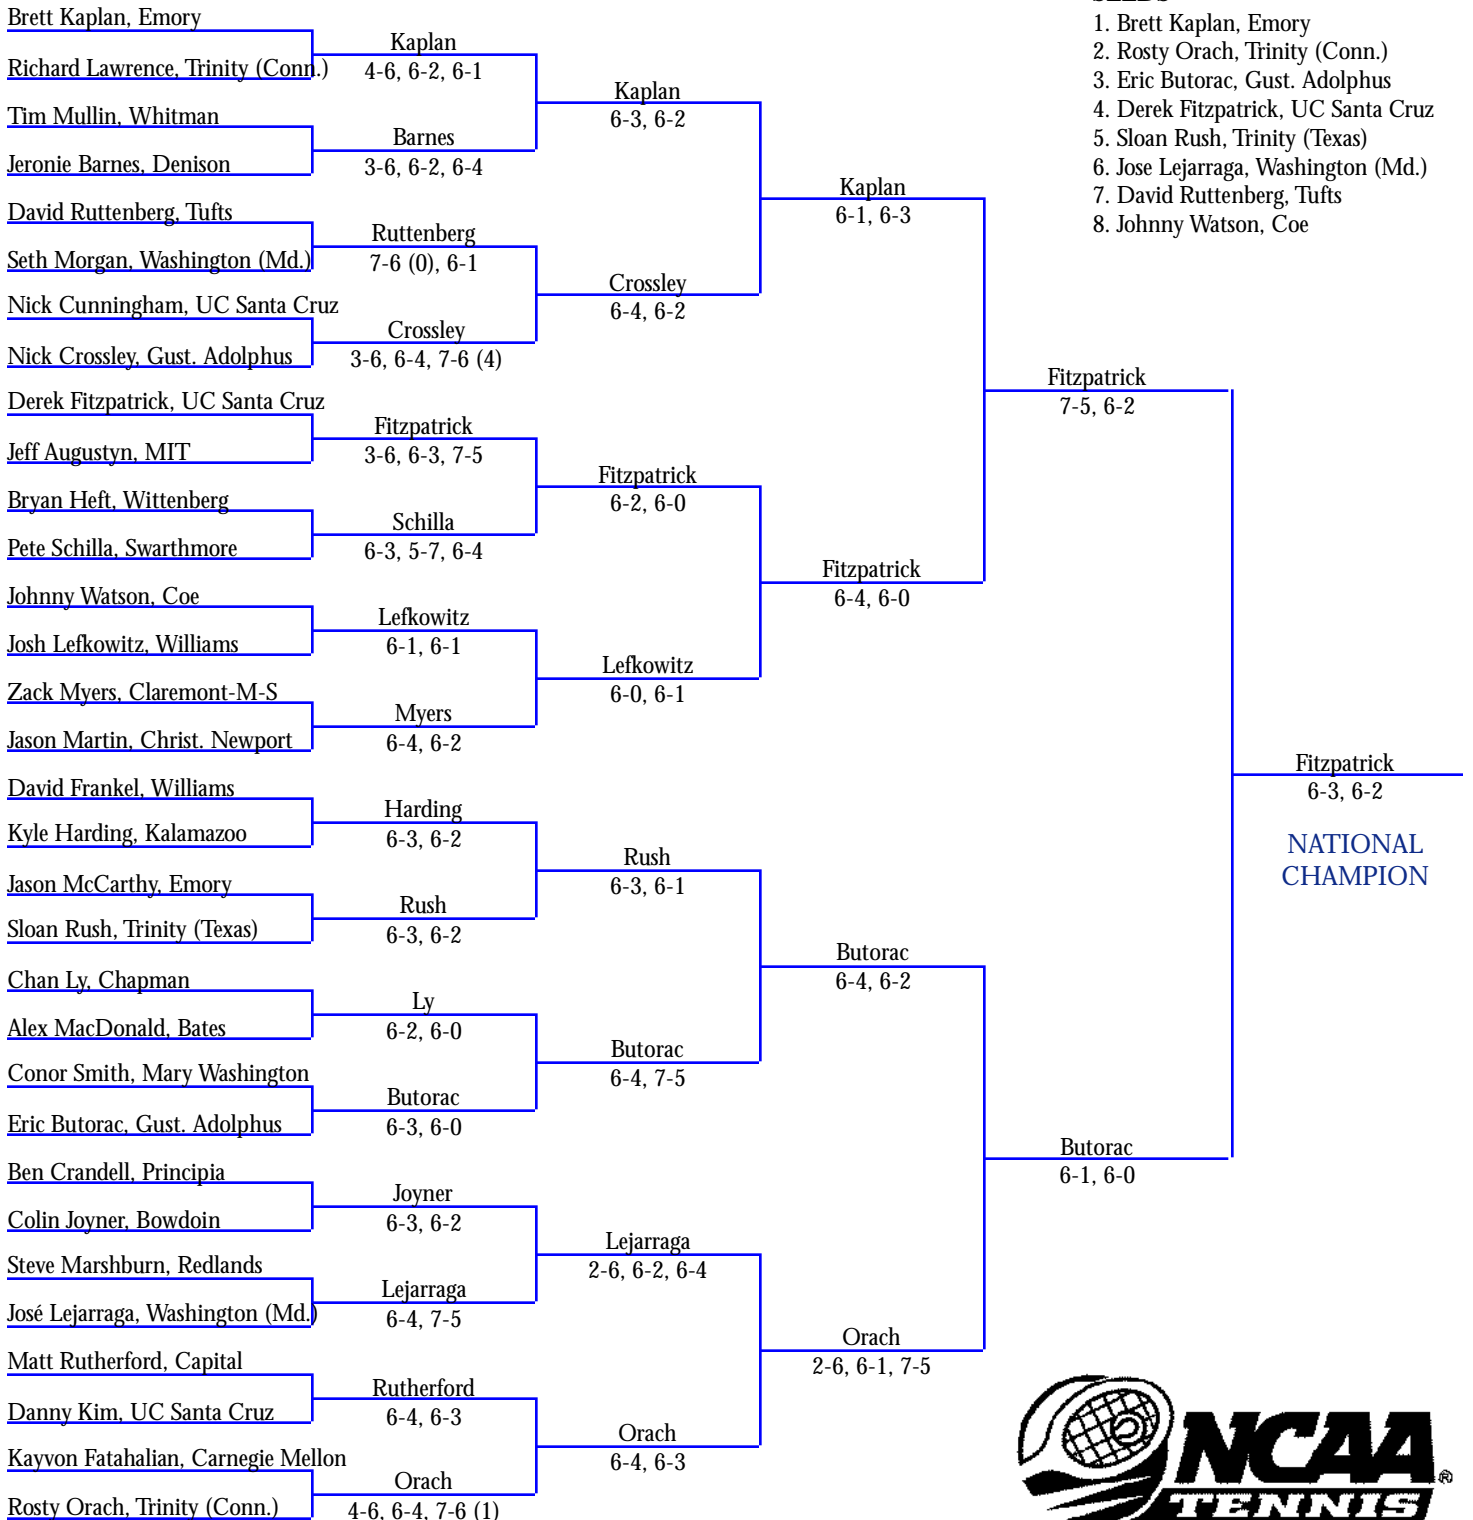 Brett Kaplan, Emory
Richard Lawrence, Trinity (Conn.)
Tim Mullin, Whitman
Jeronie Barnes, Denison
David Ruttenberg, Tufts
Seth Morgan, Washington (Md.)
Nick Cunningham, UC Santa Cruz
Nick Crossley, Gust. Adolphus
Derek Fitzpatrick, UC Santa Cruz
Jeff Augustyn, MIT
Bryan Heft, Wittenberg
Pete Schilla, Swarthmore
Johnny Watson, Coe
Josh Lefkowitz, Williams
Zack Myers, Claremont-M-S
Jason Martin, Christ. Newport
David Frankel, Williams
Kyle Harding, Kalamazoo
Jason McCarthy, Emory
Sloan Rush, Trinity (Texas)
Chan Ly, Chapman
Alex MacDonald, Bates
Conor Smith, Mary Washington
Eric Butorac, Gust. Adolphus
Ben Crandell, Principia
Colin Joyner, Bowdoin
Steve Marshburn, Redlands
José Lejarraga, Washington (Md.)
Matt Rutherford, Capital
Danny Kim, UC Santa Cruz
Kayvon Fatahalian, Carnegie Mellon
Rosty Orach, Trinity (Conn.)
Kaplan
4-6, 6-2, 6-1
Barnes
3-6, 6-2, 6-4
Ruttenberg
7-6 (0), 6-1
Crossley
3-6, 6-4, 7-6 (4)
Fitzpatrick
3-6, 6-3, 7-5
Schilla
6-3, 5-7, 6-4
Lefkowitz
6-1, 6-1
Myers
6-4, 6-2
Harding
6-3, 6-2
Rush
6-3, 6-2
Ly
6-2, 6-0
Butorac
6-3, 6-0
Joyner
6-3, 6-2
Lejarraga
6-4, 7-5
Rutherford
6-4, 6-3
Orach
4-6, 6-4, 7-6 (1)
Kaplan
6-3, 6-2
Crossley
6-4, 6-2
Fitzpatrick
6-2, 6-0
Lefkowitz
6-0, 6-1
Rush
6-3, 6-1
Butorac
6-4, 7-5
Lejarraga
2-6, 6-2, 6-4
Orach
6-4, 6-3
Kaplan
6-1, 6-3
Fitzpatrick
6-4, 6-0
Butorac
6-4, 6-2
Orach
2-6, 6-1, 7-5
Fitzpatrick
7-5, 6-2
Butorac
6-1, 6-0
Fitzpatrick
6-3, 6-2
NATIONAL
CHAMPION
1. Brett Kaplan, Emory
2. Rosty Orach, Trinity (Conn.)
3. Eric Butorac, Gust. Adolphus
4. Derek Fitzpatrick, UC Santa Cruz
5. Sloan Rush, Trinity (Texas)
6. Jose Lejarraga, Washington (Md.)
7. David Ruttenberg, Tufts
8. Johnny Watson, Coe
NCAA®
TENNIS